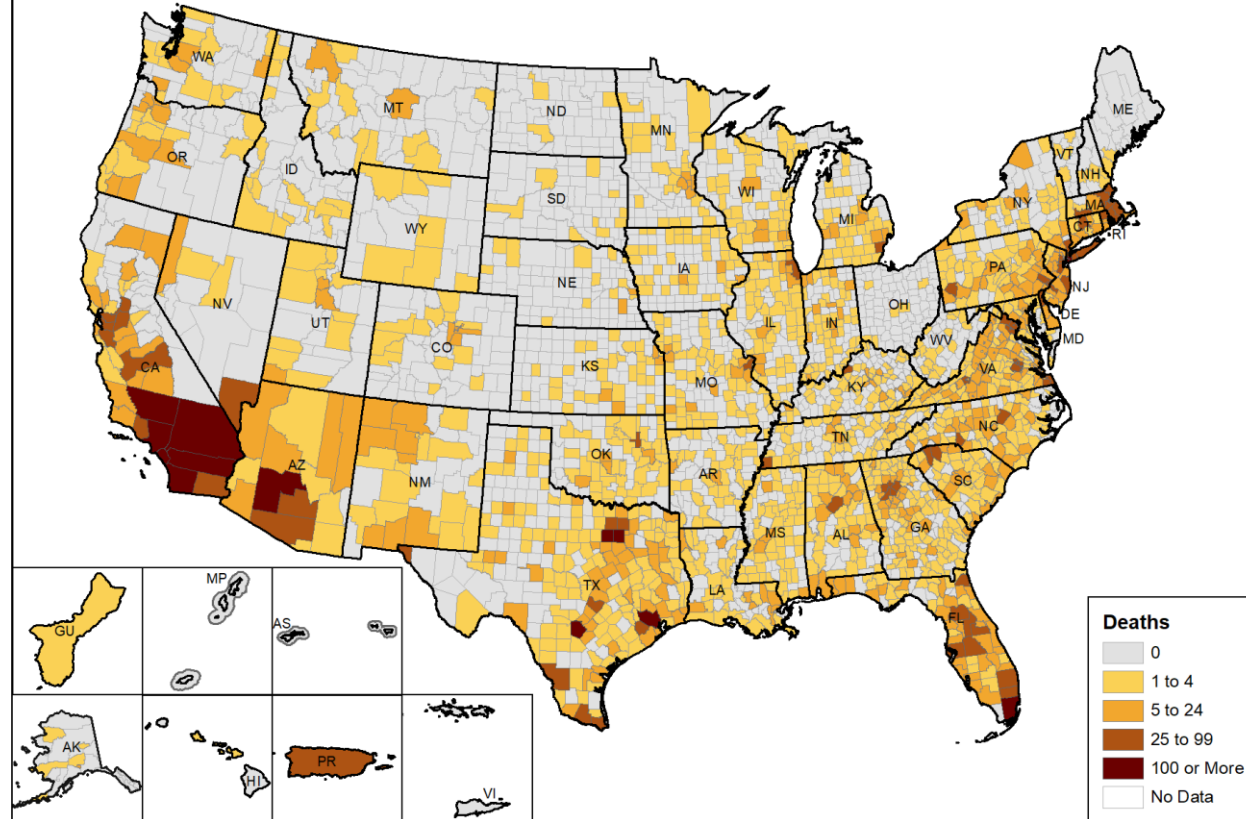 WA
MT
ND
MN
ME
OR
ID
SD
WI
MI
VT
NH
NY
MA
CT
RI
WY
IA
PA
NJ
NV
UT
CO
NE
IL
IN
OH
DE
MD
WV
VA
CA
KS
MO
KY
AZ
NM
OK
AR
TN
NC
SC
MS
AL
GA
TX
LA
FL
GU
MP
AS
AK
HI
PR
VI
Deaths
0
1 to 4
5 to 24
25 to 99
100 or More
No Data